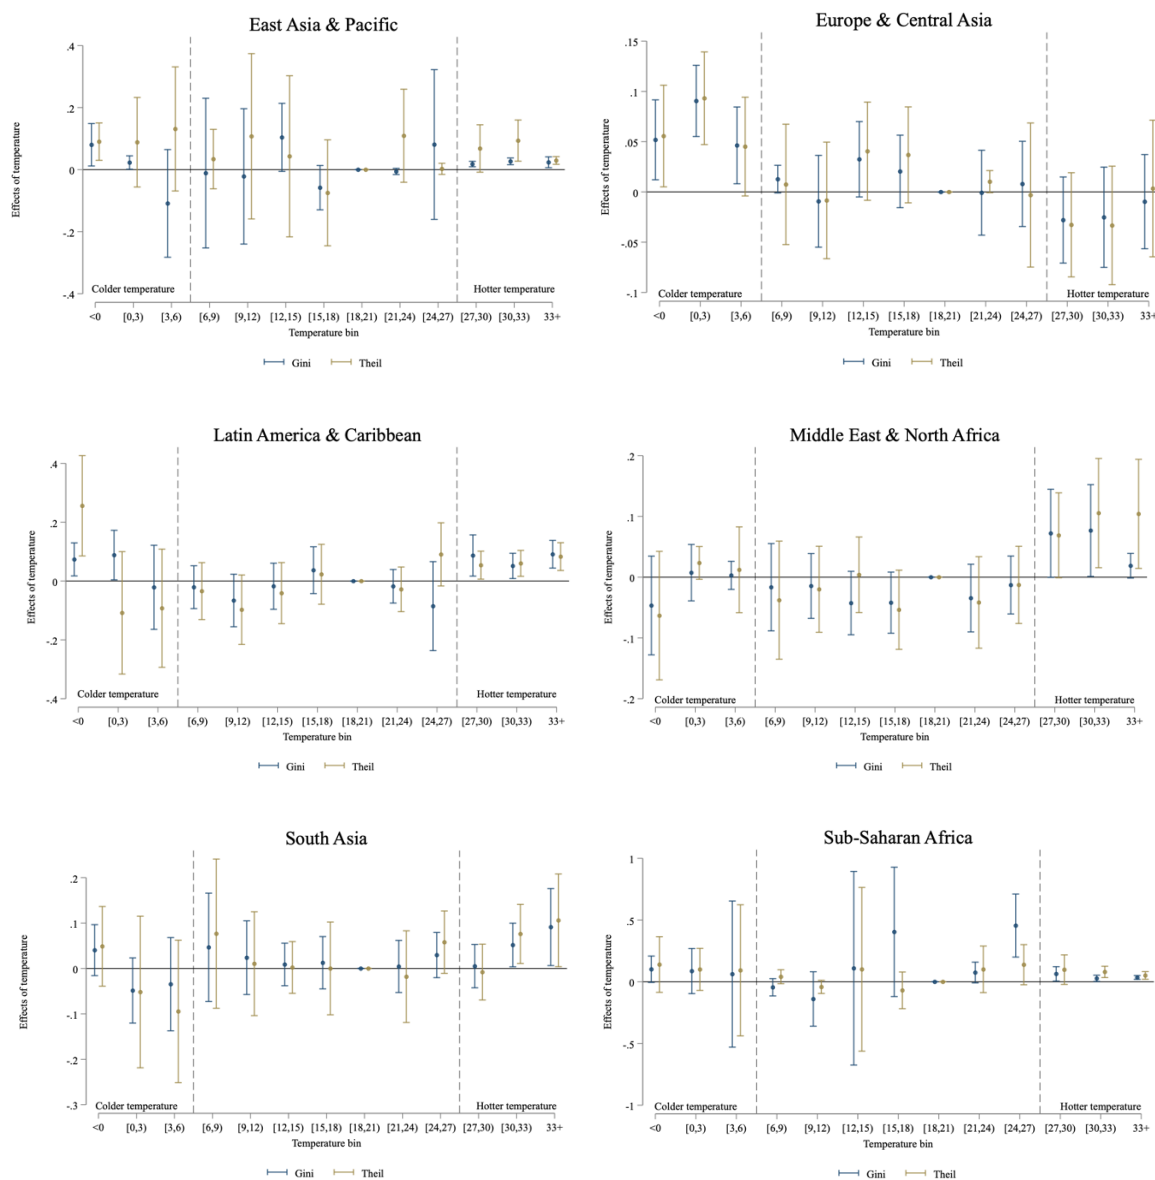 East Asia & Pacific
Effects of temperature
.4
.2
0
-.2
-.4
Colder temperature
Hotter temperature
<0 [0,3) [3,6) [6,9) [9,12) [12,15) [15,18) [18,21) [21,24) [24,27) [27,30) [30,33) 33+
Temperature bin
Gini Theil
Europe & Central Asia
Effects of temperature
.15
.1
.05
0
-.05
-.1
Colder temperature
Hotter temperature
<0 [0,3) [3,6) [6,9) [9,12) [12,15) [15,18) [18,21) [21,24) [24,27) [27,30) [30,33) 33+
Temperature bin
Gini Theil
Latin America & Caribbean
Effects of temperature
.4
.2
0
-.2
-.4
Colder temperature
Hotter temperature
<0 [0,3) [3,6) [6,9) [9,12) [12,15) [15,18) [18,21) [21,24) [24,27) [27,30) [30,33) 33+
Temperature bin
Gini Theil
Middle East & North Africa
Effects of temperature
.2
.1
0
-.1
-.2
Colder temperature
Hotter temperature
<0 [0,3) [3,6) [6,9) [9,12) [12,15) [15,18) [18,21) [21,24) [24,27) [27,30) [30,33) 33+
Temperature bin
Gini Theil
South Asia
Effects of temperature
.2
.1
0
-.1
-.2
-.3
Colder temperature
Hotter temperature
<0 [0,3) [3,6) [6,9) [9,12) [12,15) [15,18) [18,21) [21,24) [24,27) [27,30) [30,33) 33+
Temperature bin
Gini Theil
Sub-Saharan Africa
Effects of temperature
1
.5
0
-.5
-1
Colder temperature
Hotter temperature
<0 [0,3) [3,6) [6,9) [9,12) [12,15) [15,18) [18,21) [21,24) [24,27) [27,30) [30,33) 33+
Temperature bin
Gini Theil